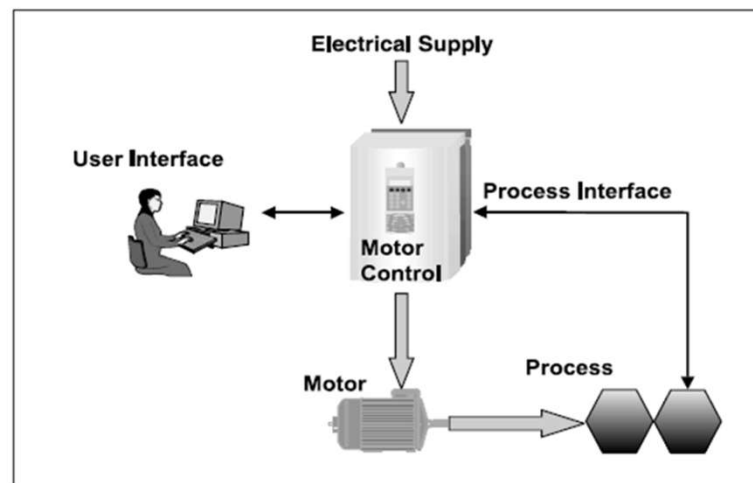 Electrical Supply
User Interface
Process Interface
Motor
Control
Motor
Process